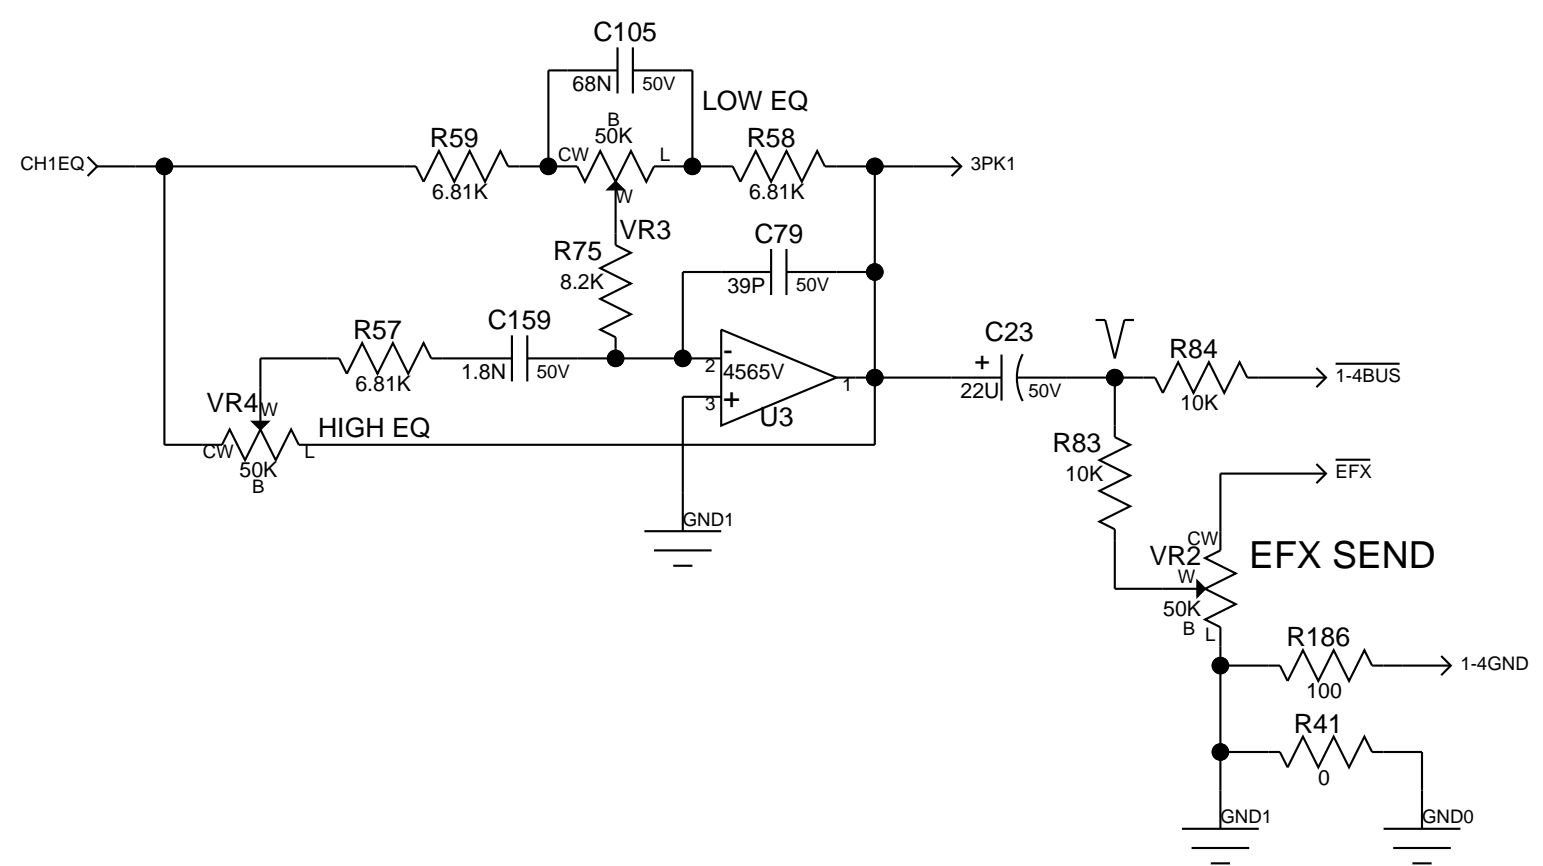 C105
68N
50V
LOW EQ
B
50K
R59
R58
CH1EQ
CW
L
3PK1
6.81K
6.81K
W
VR3
C79
R75
8.2K
39P
50V
C159
R57
C23
R84
1.8N
50V
6.81K
2
-
4565V
1
+
22U
50V
1-4BUS
10K
VR4
W
3
+
U3
HIGH EQ
CW
L
50K
B
R83
10K
EFX
GND1
CW
VR2
EFX SEND
W
50K
B
L
R186
1-4GND
100
R41
0
GND1
GND0